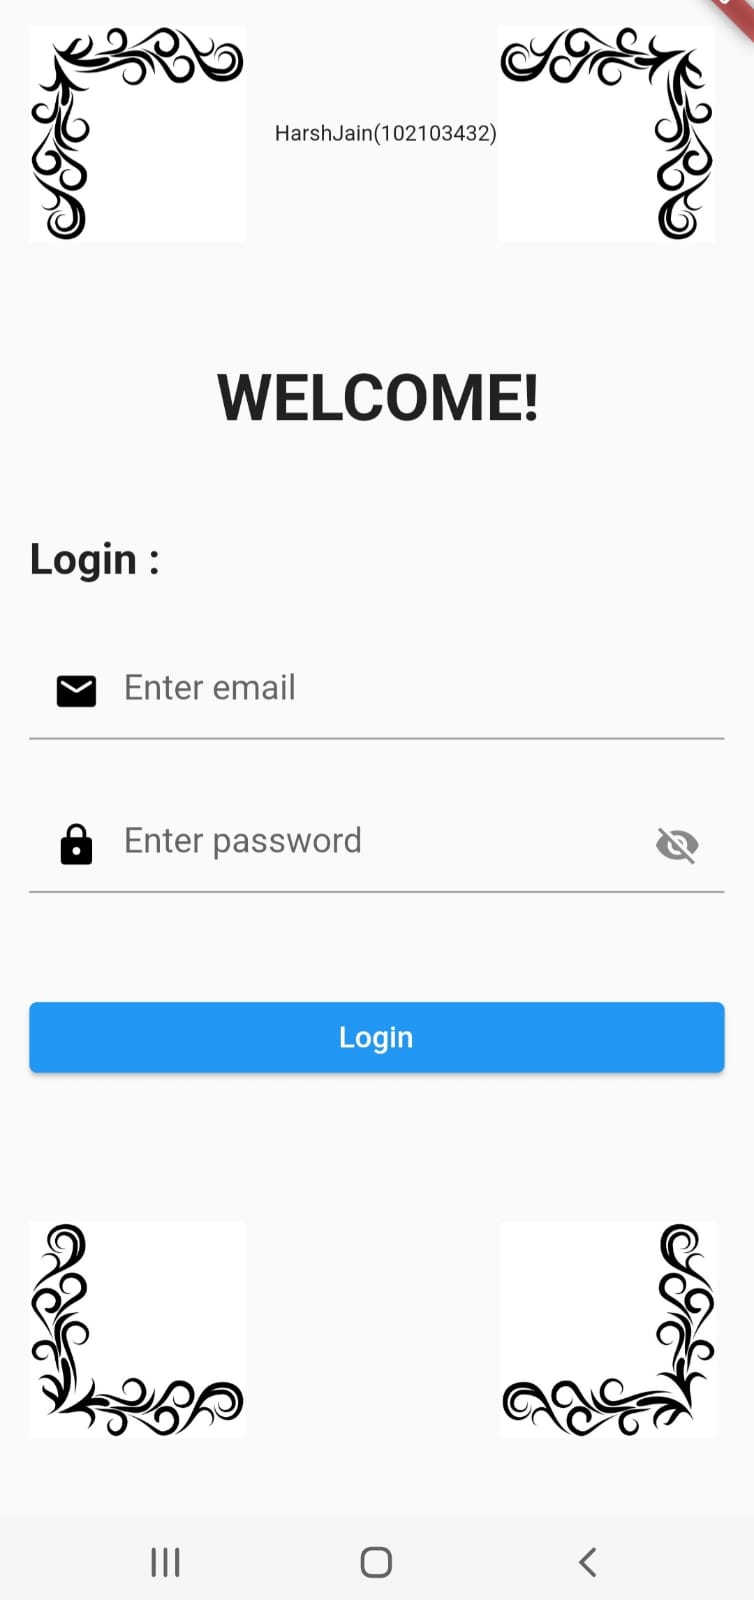 HarshJain(102103432)
WELCOME!
Login :
Enter email
Enter password
Login